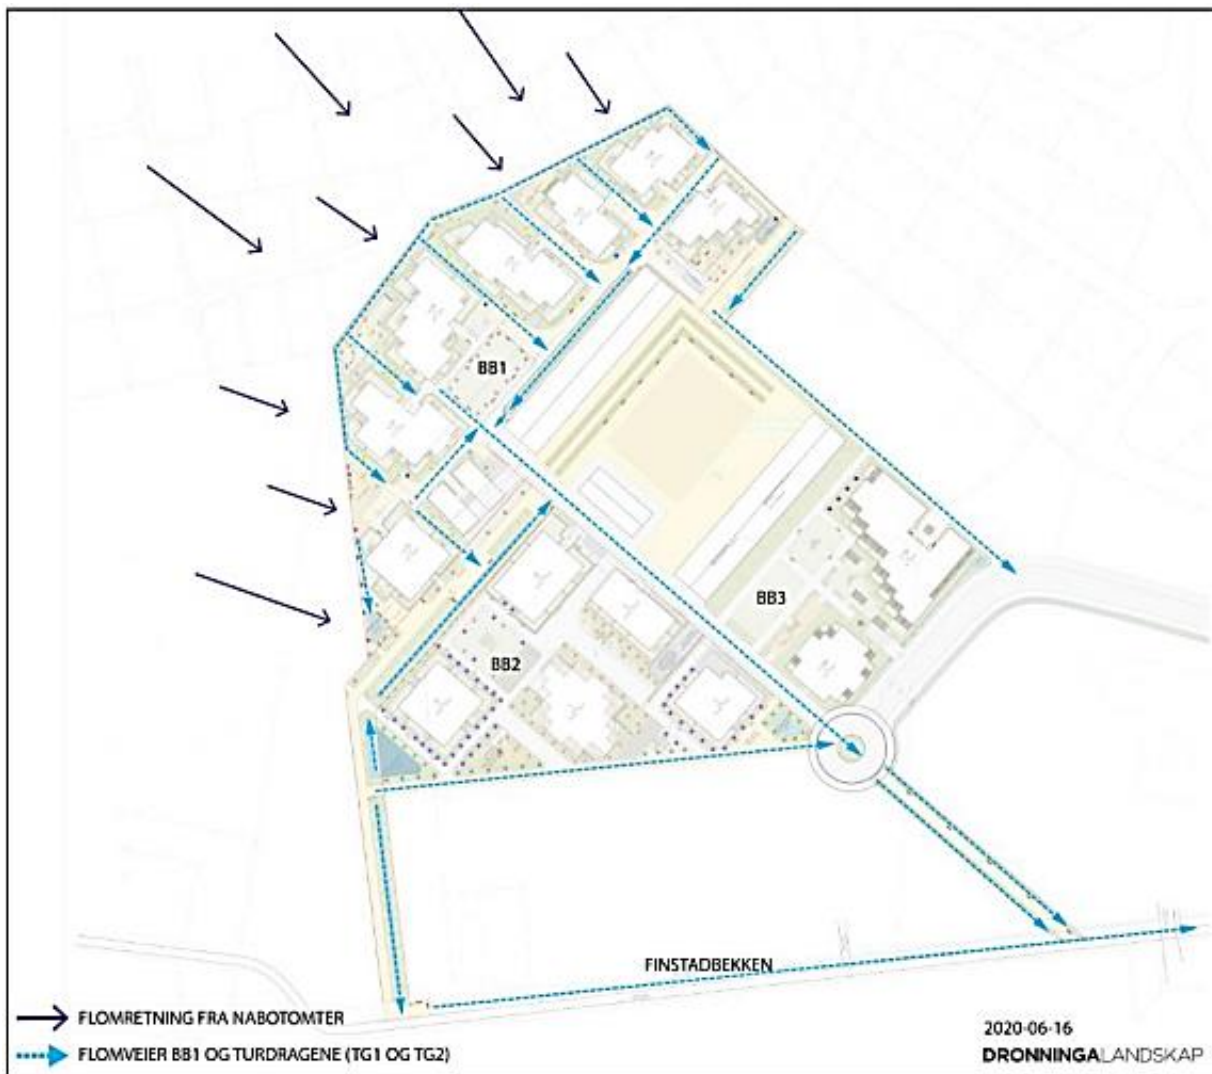 BB1
BB3
BB2
FINSTADBEKKEN
FLOMRETNING FRA NABOTOMTER
FLOMVEIER BB1 OG TURDRAGENE (TG1 OG TG2)
2020-06-16
DRONNINGALANDSKAP